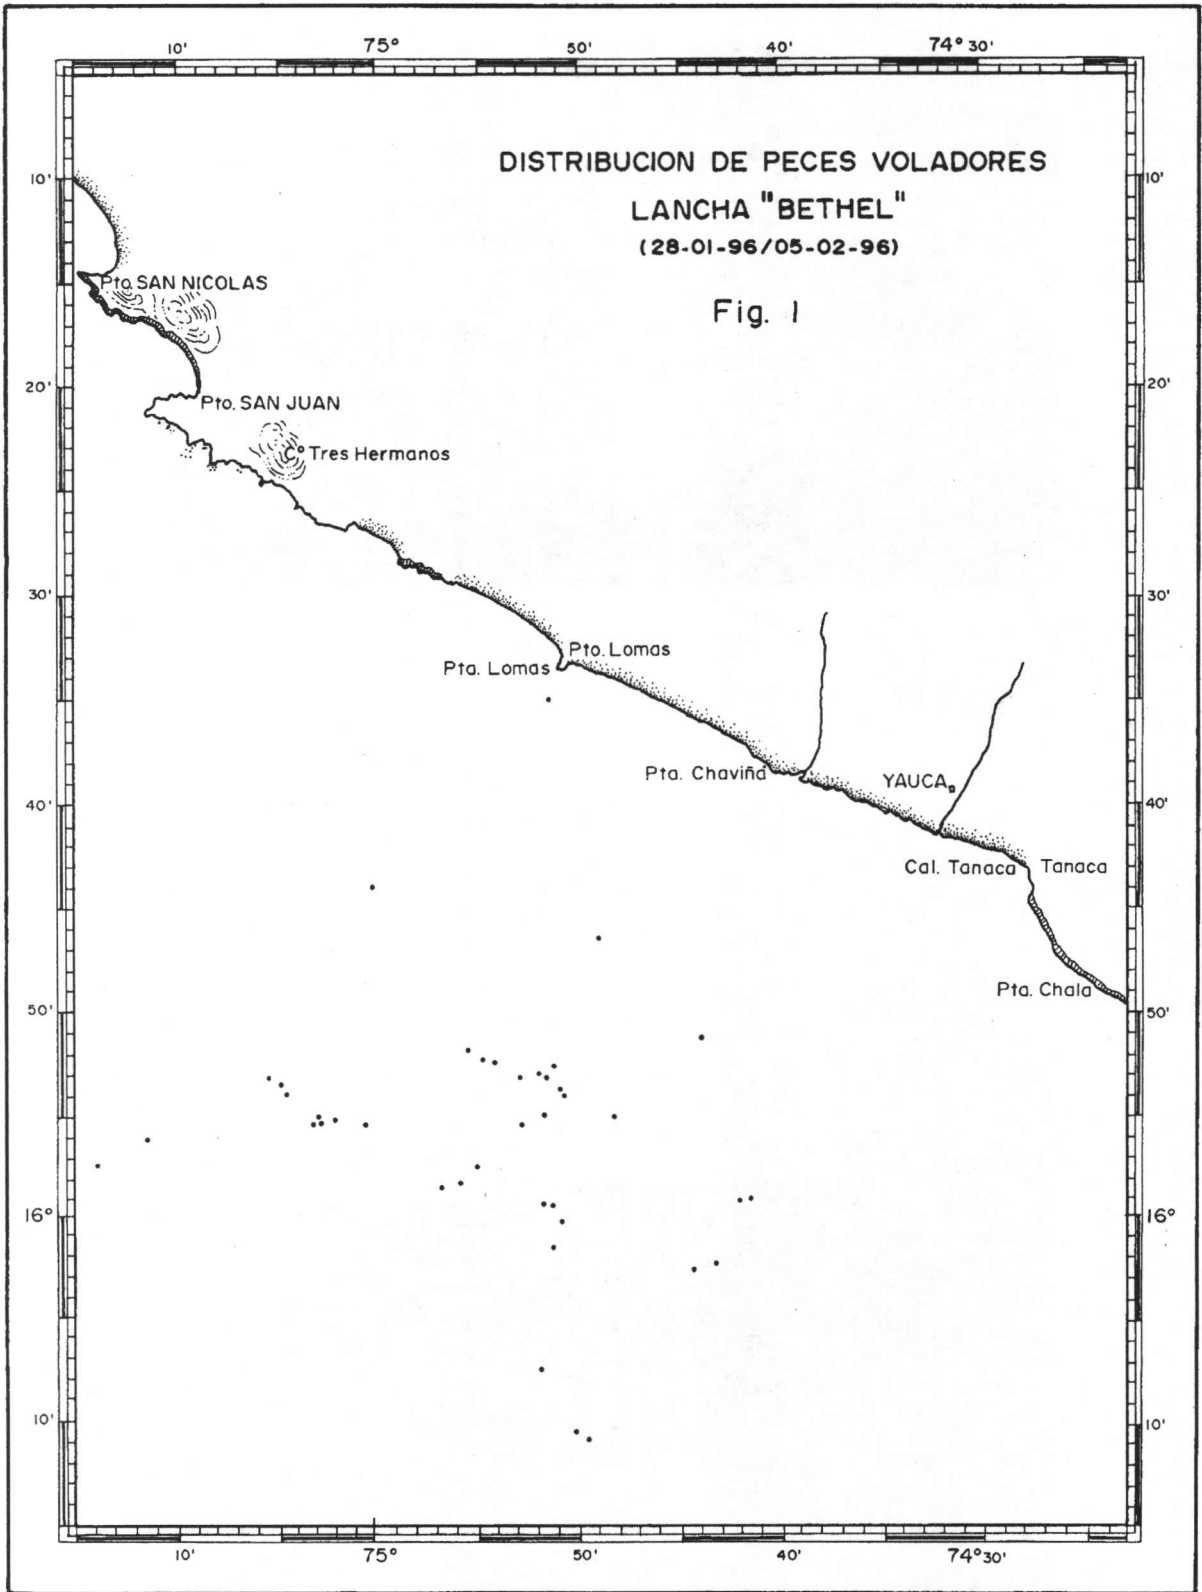 10' 75° 50' 40' 74° 30'
DISTRIBUCION DE PECES VOLADORES
LANCHA "BETHEL"
(28-01-96/05-02-96)
Fig. 1
10' 10'
Pto. SAN NICOLAS
20' 20'
Pto. SAN JUAN
C° Tres Hermanos
30' 30'
Pto. Lomas
Pta. Lomas
Pta. Chaviña
YAUCA
40' 40'
Cal. Tanaca Tanaca
Pta. Chala
50' 50'
16° 16°
10' 10'
10' 75° 50' 40' 74° 30'